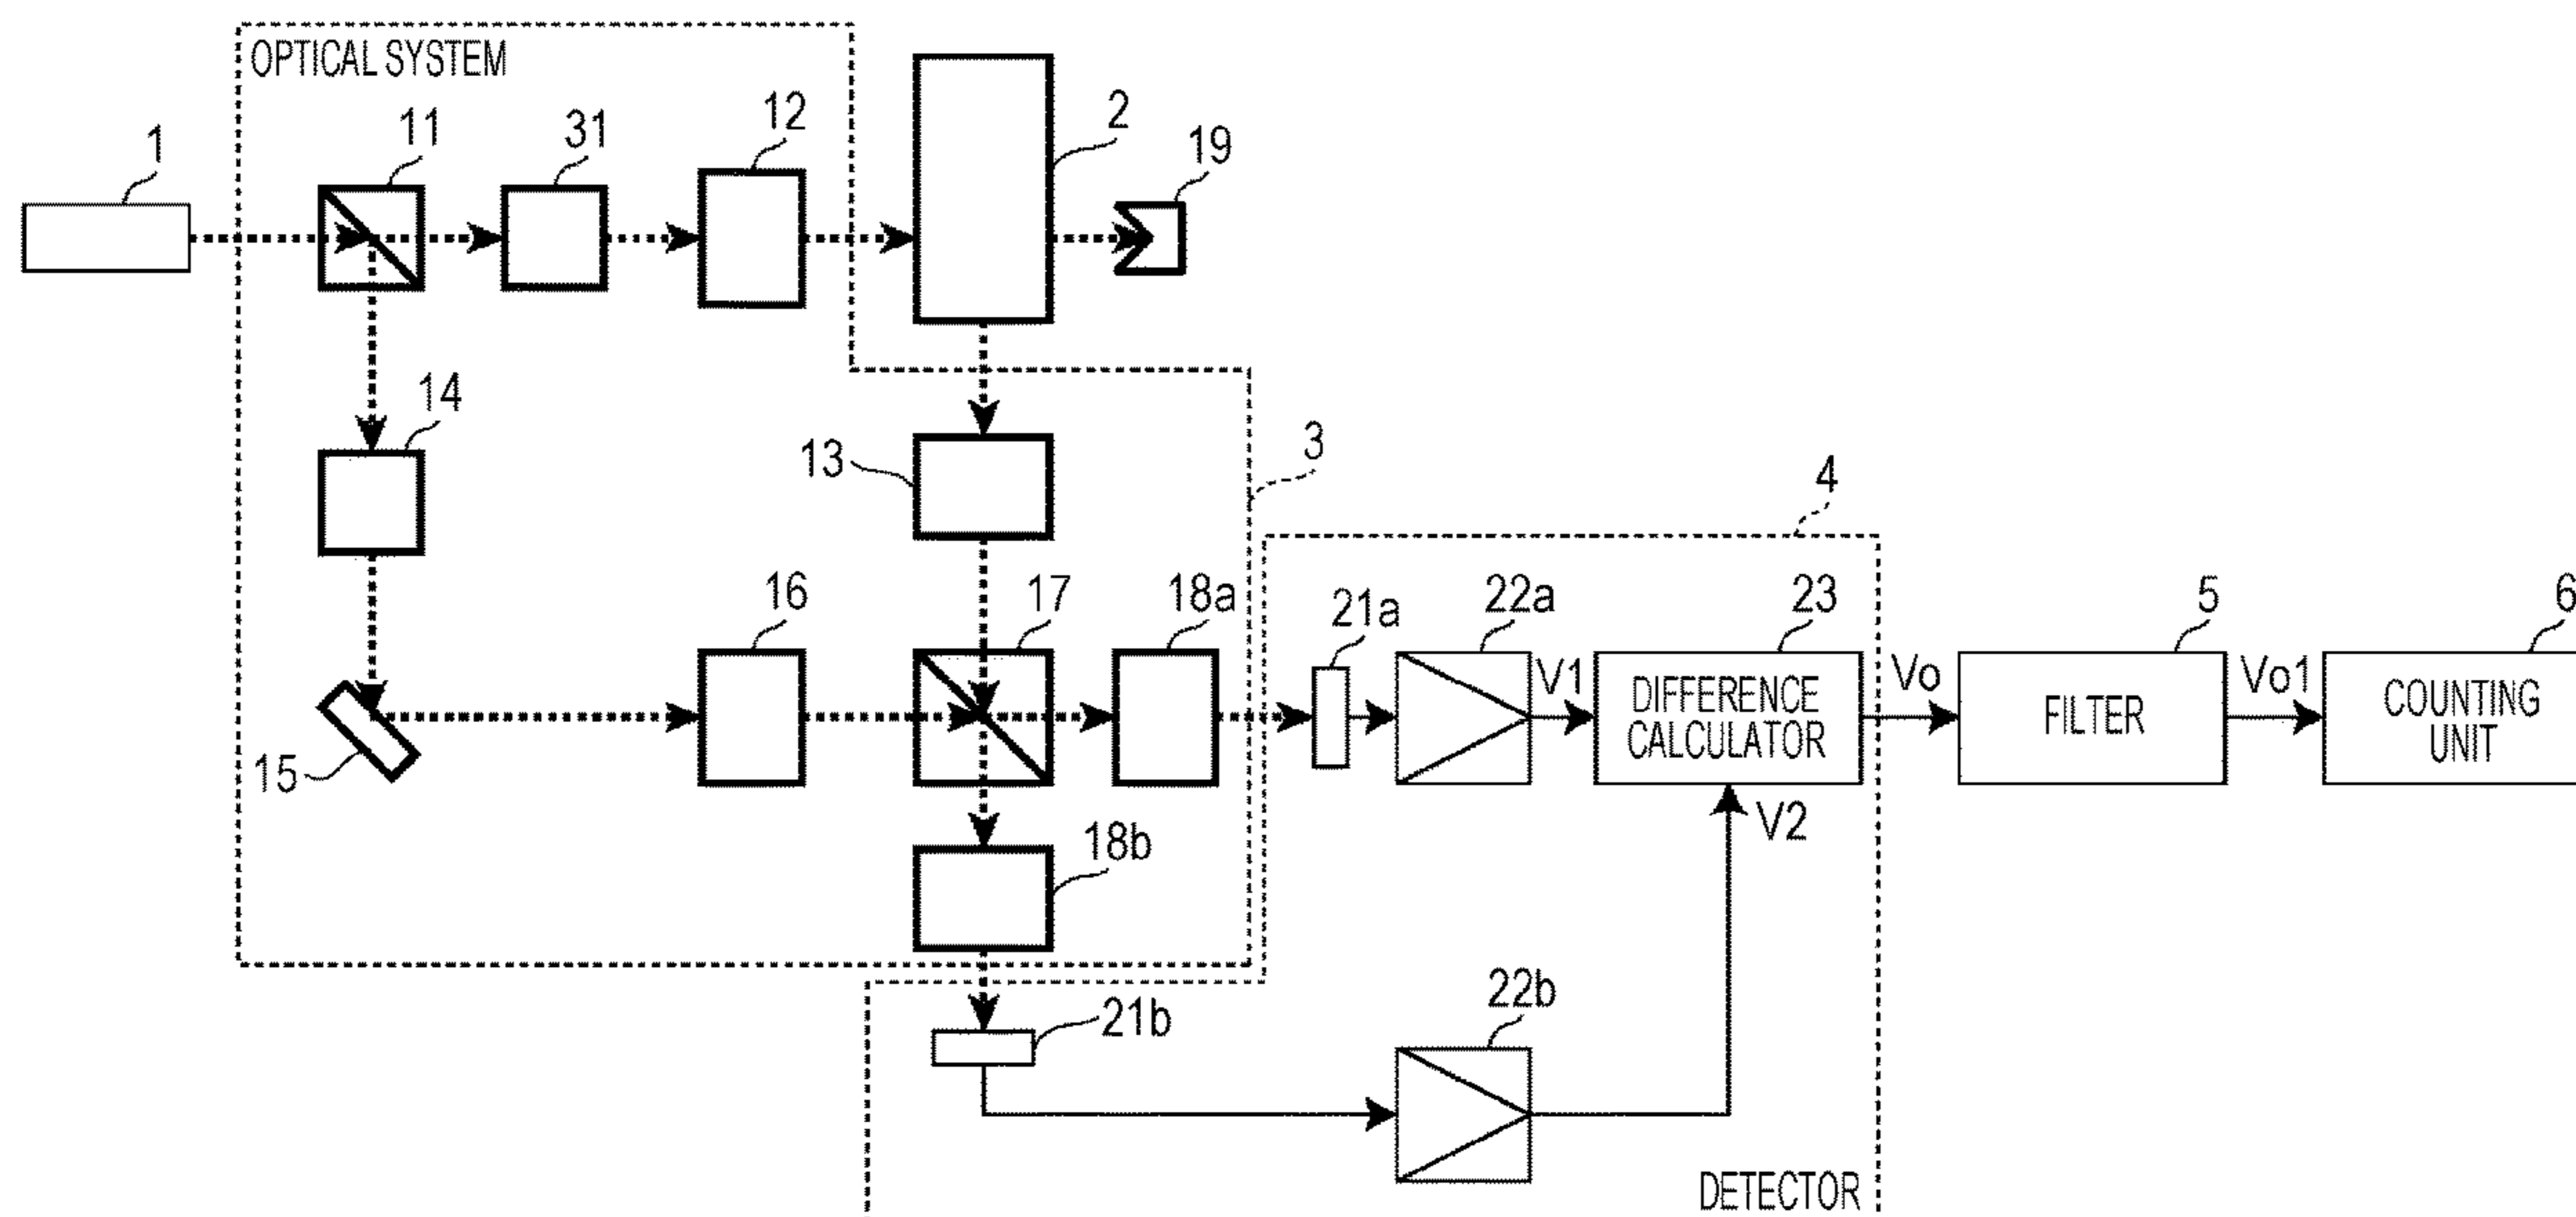 OPTICAL SYSTEM
1
11
31
12
2
19
14
13
3
4
16
17
18a
21a
22a
23
5
6
V1
DIFFERENCE
CALCULATOR
Vo
FILTER
Vo1
COUNTING
UNIT
15
V2
18b
21b
22b
DETECTOR